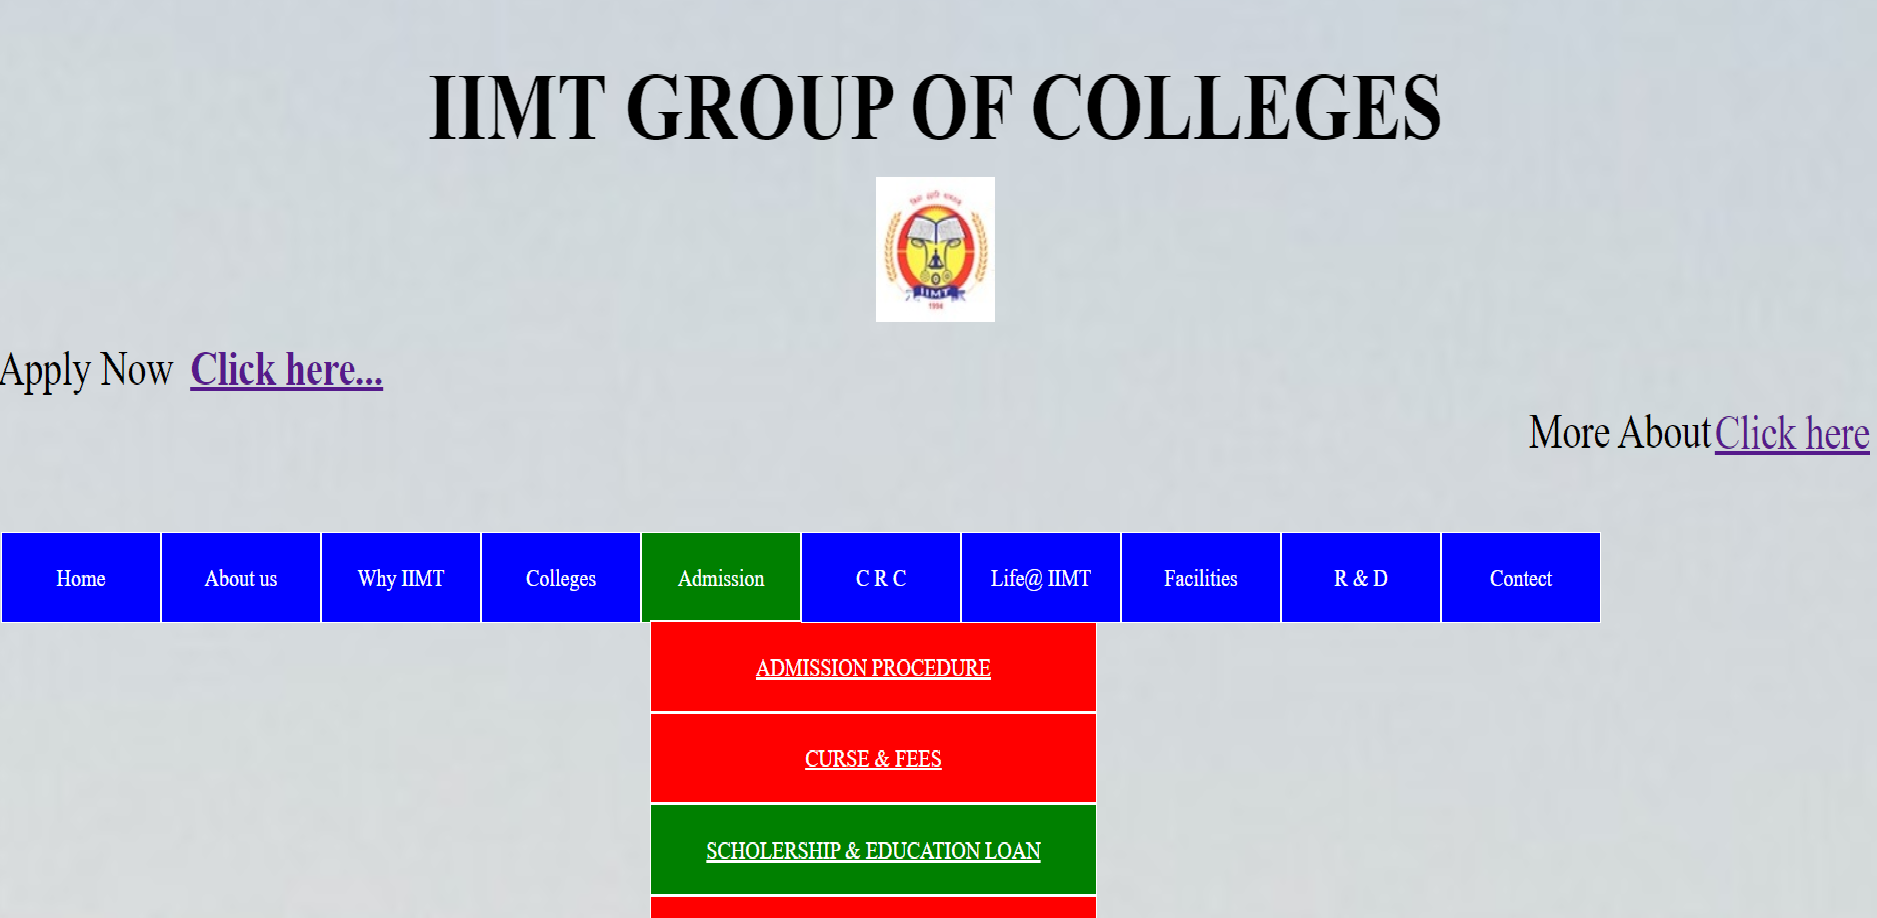 IIMT GROUP OF COLLEGES
IIMT
1994
Apply Now Click here...
More About Click here
Home About us Why IIMT Colleges Admission C R C Life@ IIMT Facilities R & D Contect
ADMISSION PROCEDURE
CURSE & FEES
SCHOLERSHIP & EDUCATION LOAN